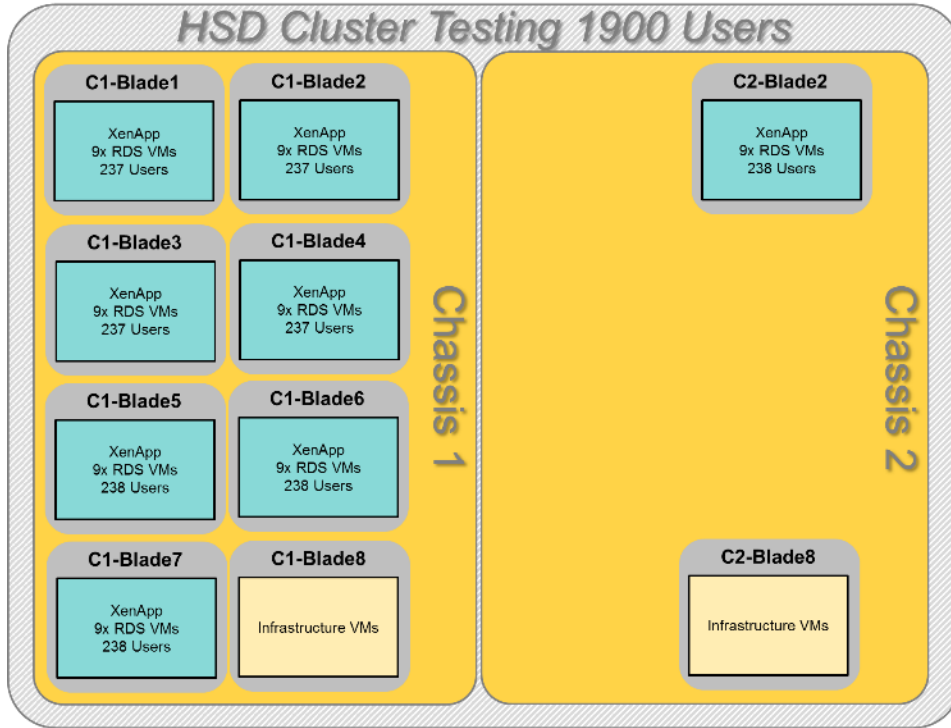 HSD Cluster Testing 1900 Users
C1-Blade1
XenApp
9x RDS VMs
237 Users
C1-Blade2
XenApp
9x RDS VMs
237 Users
C1-Blade3
XenApp
9x RDS VMs
237 Users
C1-Blade4
XenApp
9x RDS VMs
237 Users
C1-Blade5
XenApp
9x RDS VMs
238 Users
C1-Blade6
XenApp
9x RDS VMs
238 Users
C1-Blade7
XenApp
9x RDS VMs
238 Users
C1-Blade8
Infrastructure VMs
Chassis 1
C2-Blade2
XenApp
9x RDS VMs
238 Users
C2-Blade8
Infrastructure VMs
Chassis 2